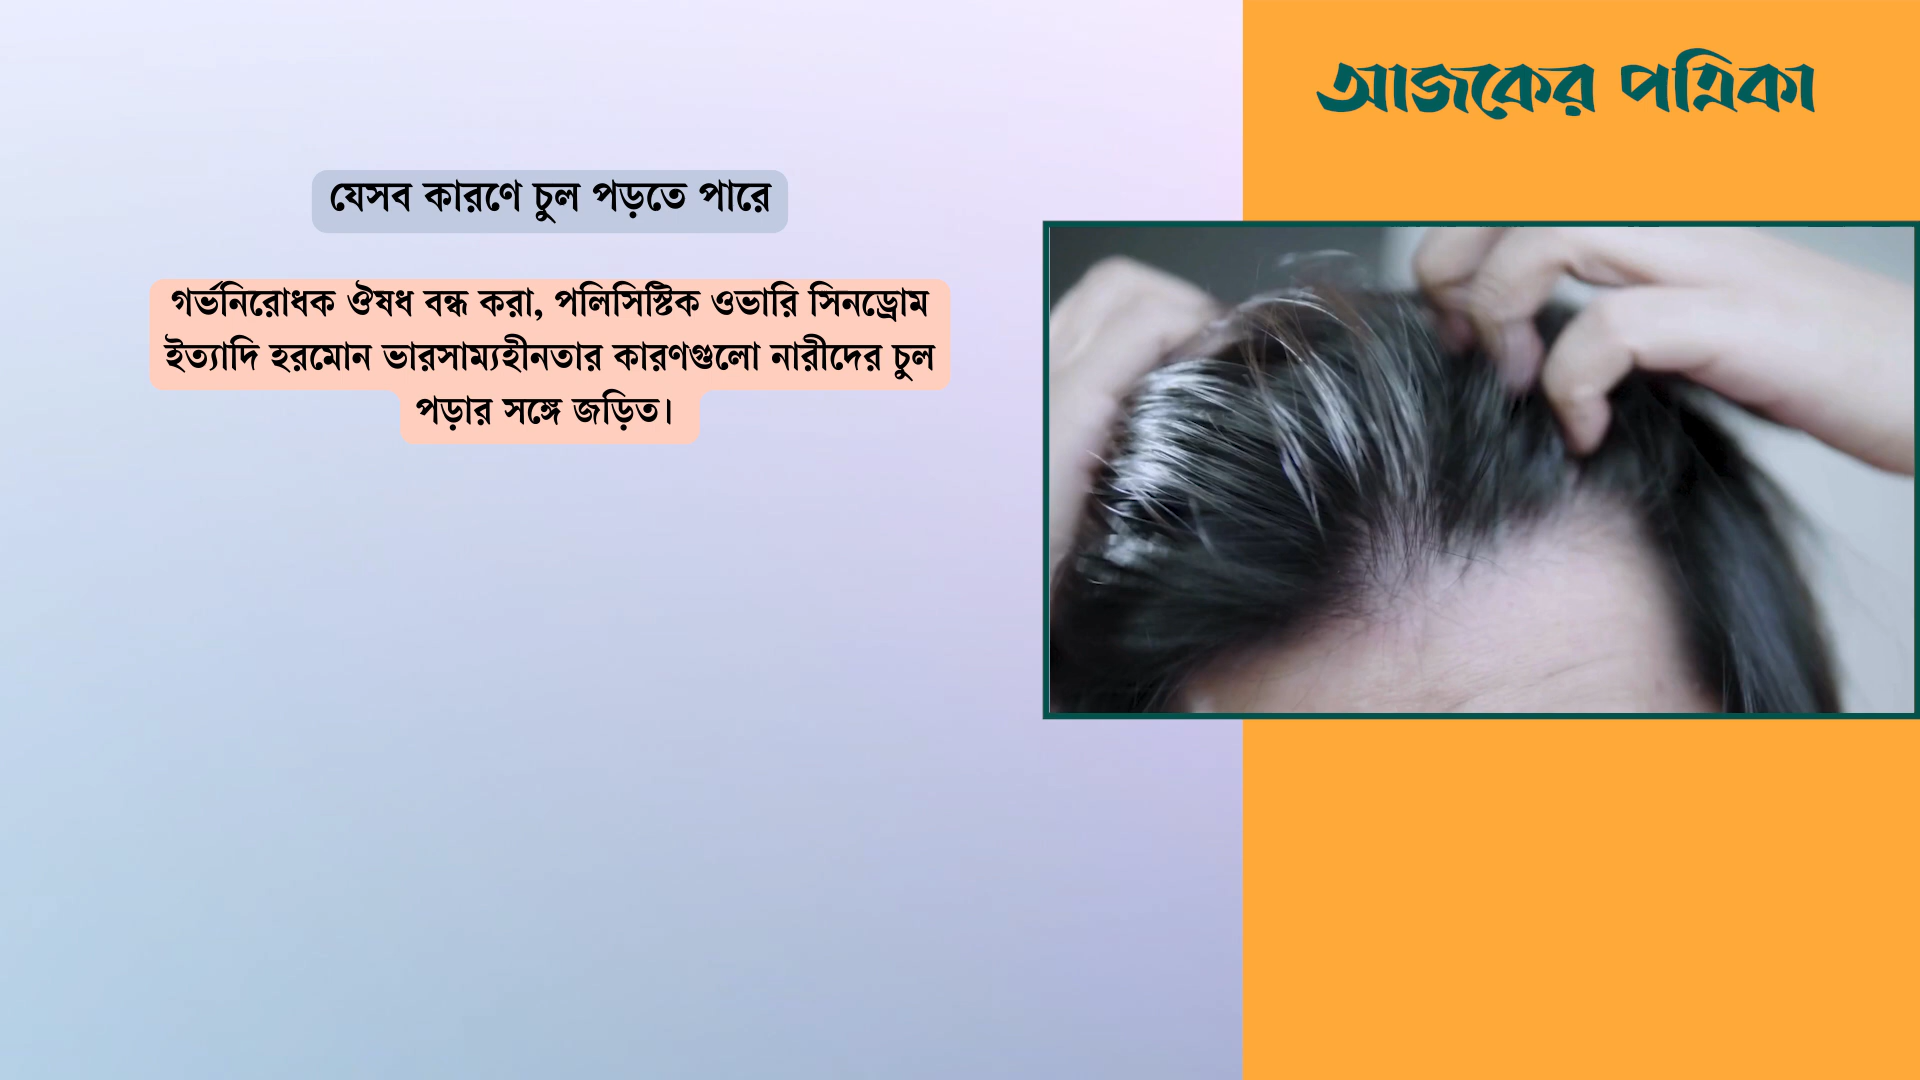 আজকের পত্রিকা
যেসব কারণে চুল পড়তে পারে
গর্ভনিরোধক ঔষধ বন্ধ করা, পলিসিস্টিক ওভারি সিনড্রোম
ইত্যাদি হরমোন ভারসাম্যহীনতার কারণগুলো নারীদের চুল
পড়ার সঙ্গে জড়িত।